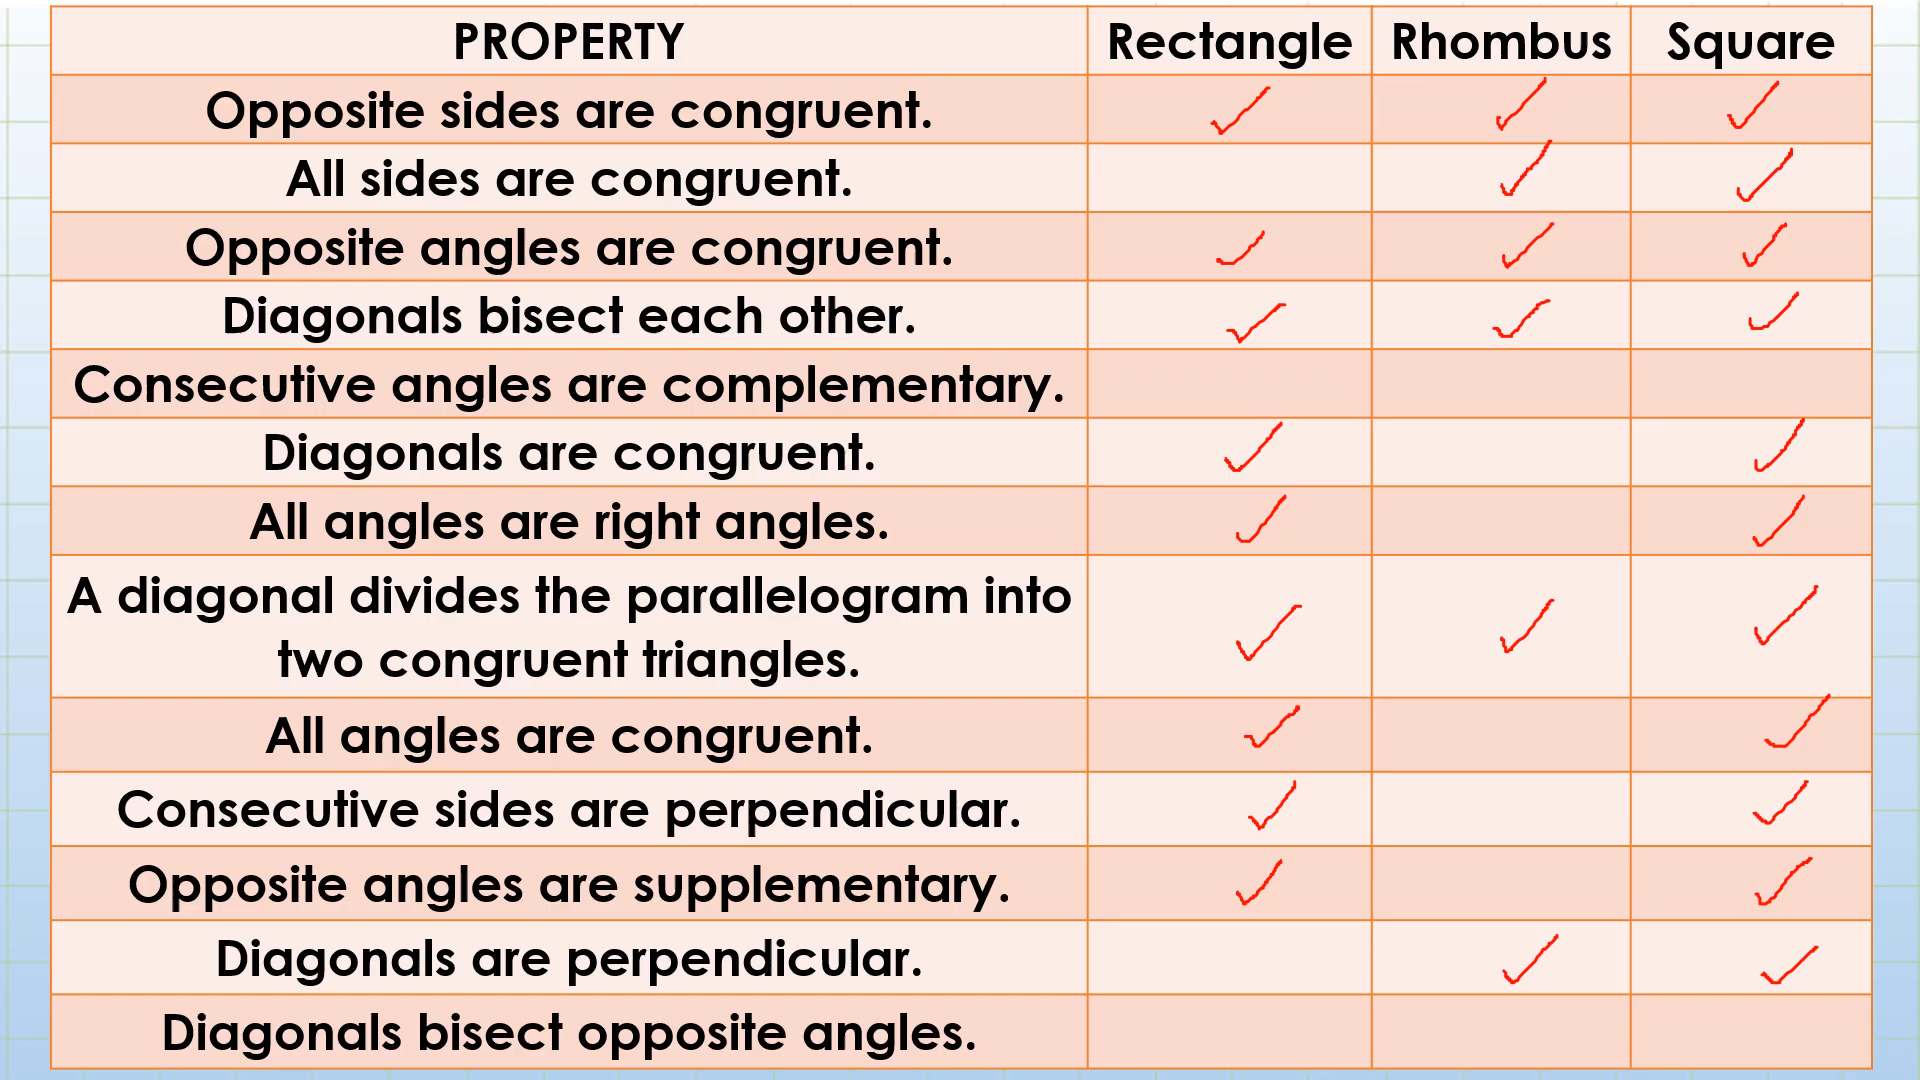 PROPERTY Rectangle Rhombus Square
Opposite sides are congruent. ✓ ✓ ✓
All sides are congruent. ✓ ✓
Opposite angles are congruent. ✓ ✓ ✓
Diagonals bisect each other. ✓ ✓ ✓
Consecutive angles are complementary.
Diagonals are congruent. ✓ ✓
All angles are right angles. ✓ ✓
A diagonal divides the parallelogram into
two congruent triangles. ✓ ✓ ✓
All angles are congruent. ✓ ✓
Consecutive sides are perpendicular. ✓ ✓
Opposite angles are supplementary. ✓ ✓
Diagonals are perpendicular. ✓ ✓
Diagonals bisect opposite angles.